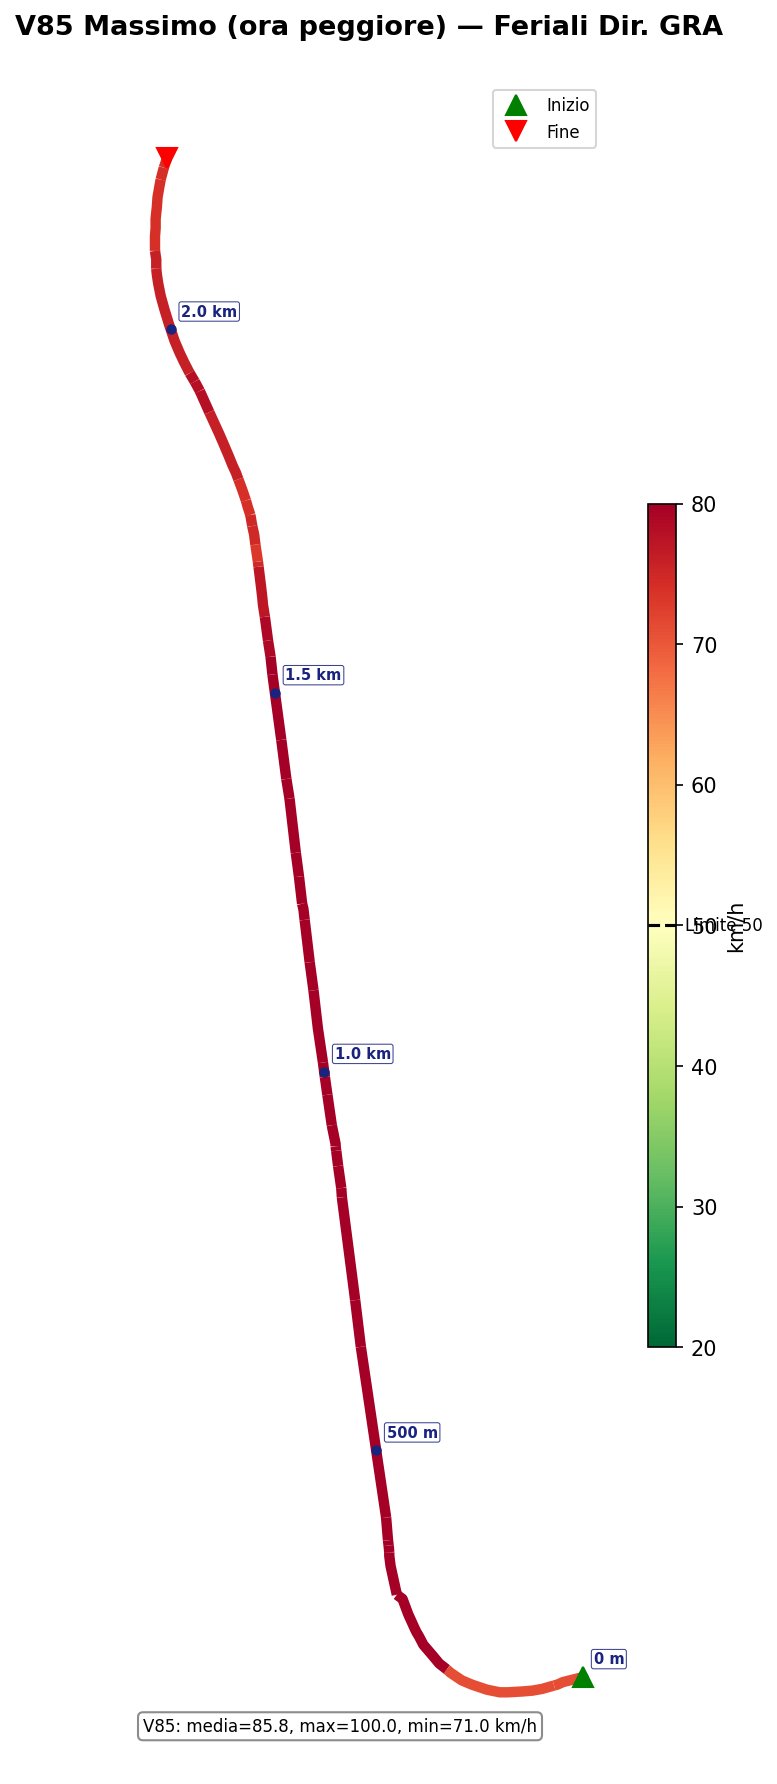 V85 Massimo (ora peggiore) — Feriali Dir. GRA
Inizio
Fine
2.0 km
1.5 km
1.0 km
500 m
0 m
80
70
60
50
Limite 50
40
30
20
km/h
V85: media=85.8, max=100.0, min=71.0 km/h